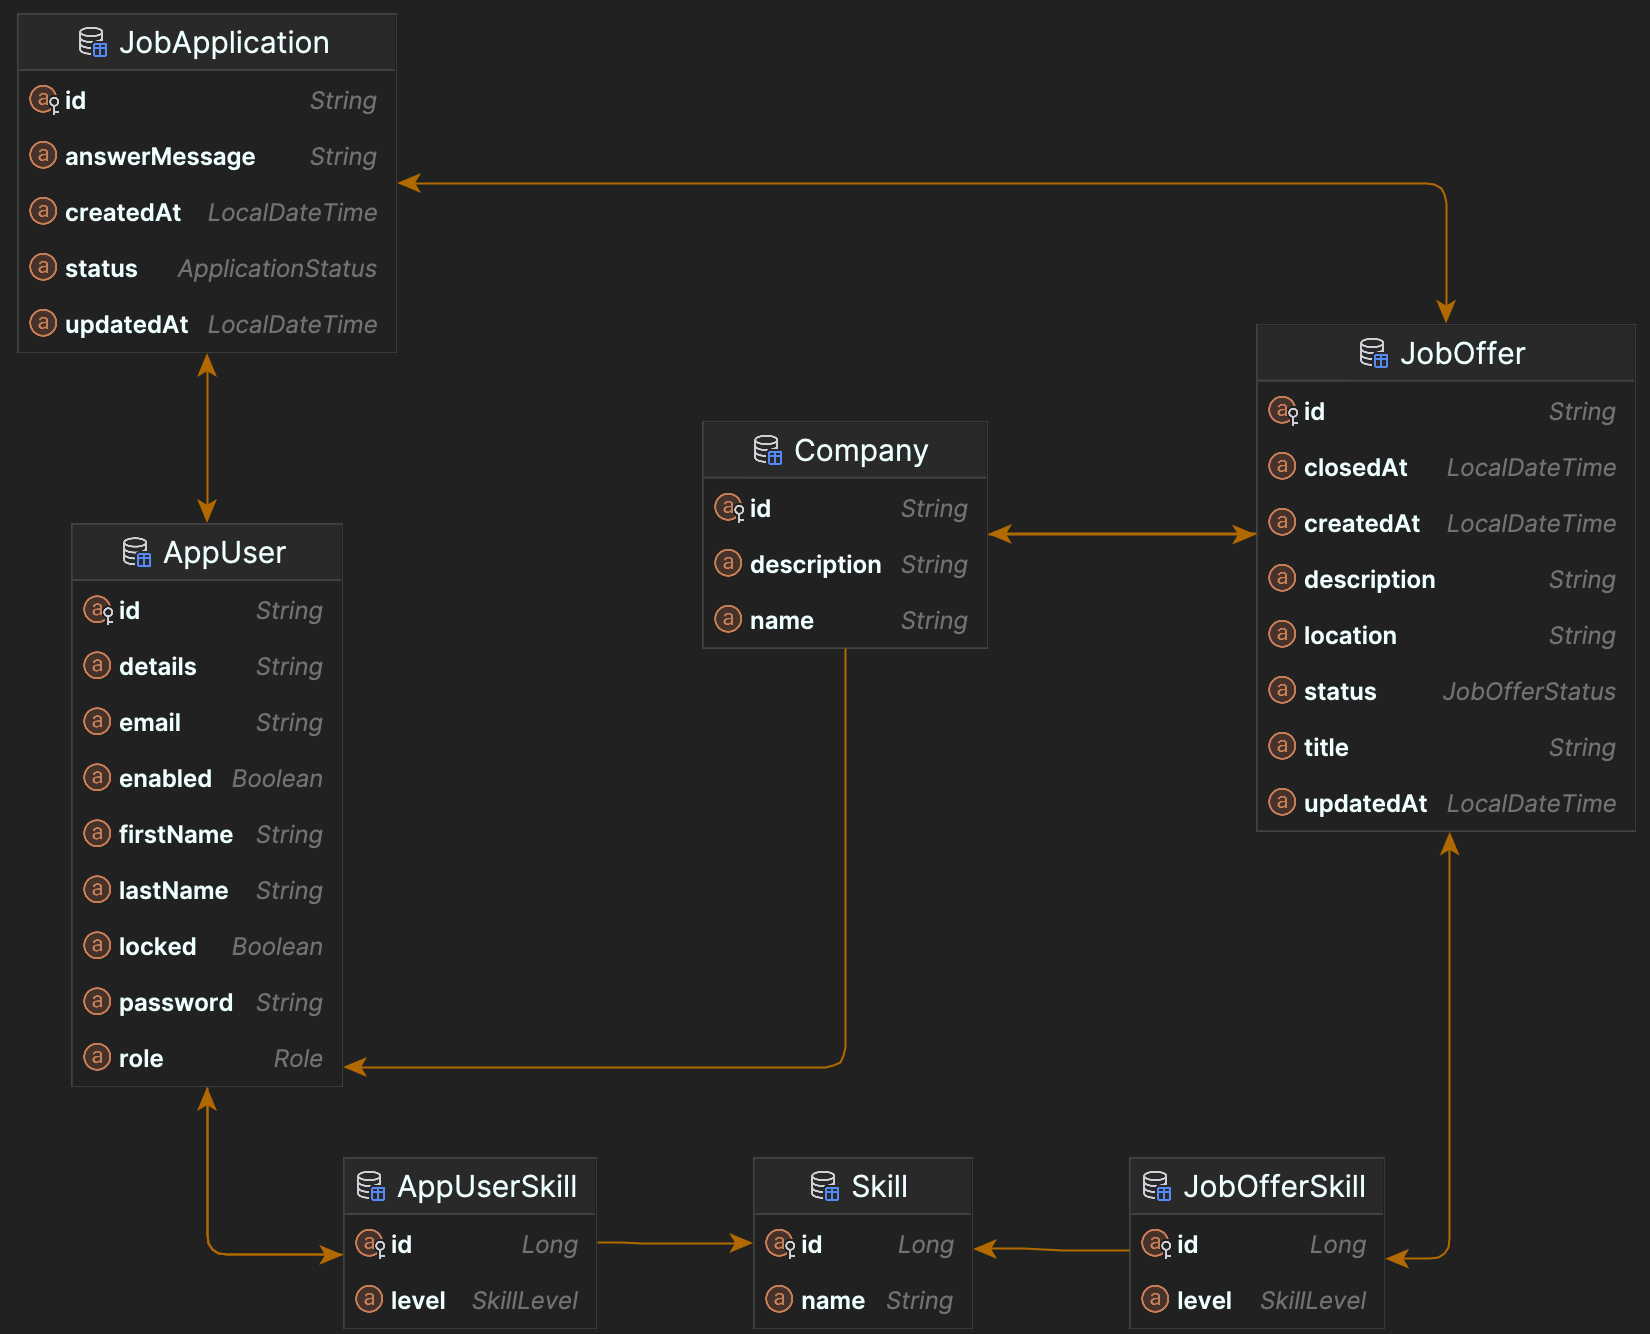 JobApplication
id String
answerMessage String
createdAt LocalDateTime
status ApplicationStatus
updatedAt LocalDateTime
JobOffer
id String
closedAt LocalDateTime
createdAt LocalDateTime
description String
location String
status JobOfferStatus
title String
updatedAt LocalDateTime
Company
id String
description String
name String
AppUser
id String
details String
email String
enabled Boolean
firstName String
lastName String
locked Boolean
password String
role Role
AppUserSkill
id Long
level SkillLevel
Skill
id Long
name String
JobOfferSkill
id Long
level SkillLevel